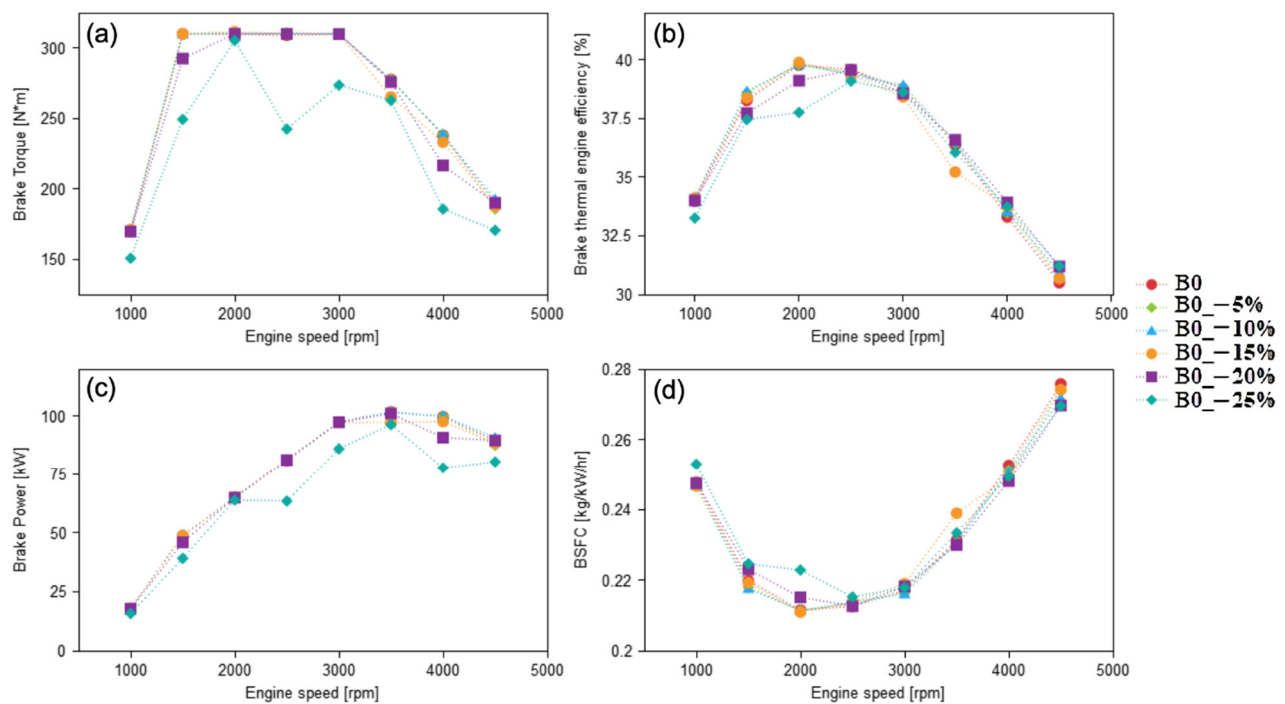 (a)
300
250
200
150
Brake Torque [N*m]
1000 2000 3000 4000 5000
Engine speed [rpm]
(b)
40
37.5
35
32.5
30
Brake thermal engine efficiency [%]
1000 2000 3000 4000 5000
Engine speed [rpm]
(c)
100
75
50
25
0
Brake Power [kW]
1000 2000 3000 4000 5000
Engine speed [rpm]
(d)
0.28
0.26
0.24
0.22
0.2
BSFC [kg/kW/hr]
1000 2000 3000 4000 5000
Engine speed [rpm]
B0
B0_−5%
B0_−10%
B0_−15%
B0_−20%
B0_−25%